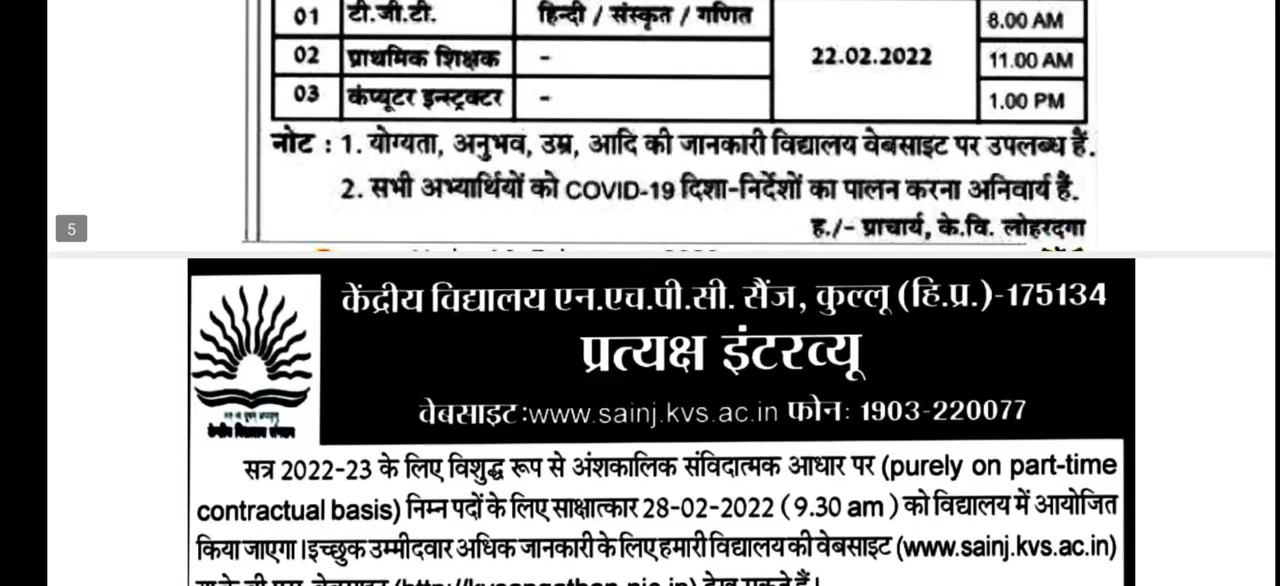 01 टी.जी.टी. हिन्दी / संस्कृत / गणित 8.00 AM
02 प्राथमिक शिक्षक - 22.02.2022 11.00 AM
03 कंप्यूटर इन्स्ट्रक्टर - 1.00 PM
नोट : 1. योग्यता, अनुभव, उम्र, आदि की जानकारी विद्यालय वेबसाइट पर उपलब्ध हैं.
2. सभी अभ्यार्थियों को COVID-19 दिशा-निर्देशों का पालन करना अनिवार्य है.
5
ह./- प्राचार्य, के.वि. लोहरदगा
केंद्रीय विद्यालय एन.एच.पी.सी. सैंज, कुल्लू (हि.प्र.)-175134
प्रत्यक्ष इंटरव्यू
वेबसाइट:www.sainj.kvs.ac.in फोन: 1903-220077
केन्द्रीय विद्यालय संगठन
सत्र 2022-23 के लिए विशुद्ध रूप से अंशकालिक संविदात्मक आधार पर (purely on part-time
contractual basis) निम्न पदों के लिए साक्षात्कार 28-02-2022 (9.30 am) को विद्यालय में आयोजित
किया जाएगा।इच्छुक उम्मीदवार अधिक जानकारी के लिए हमारी विद्यालय की वेबसाइट (www.sainj.kvs.ac.in)